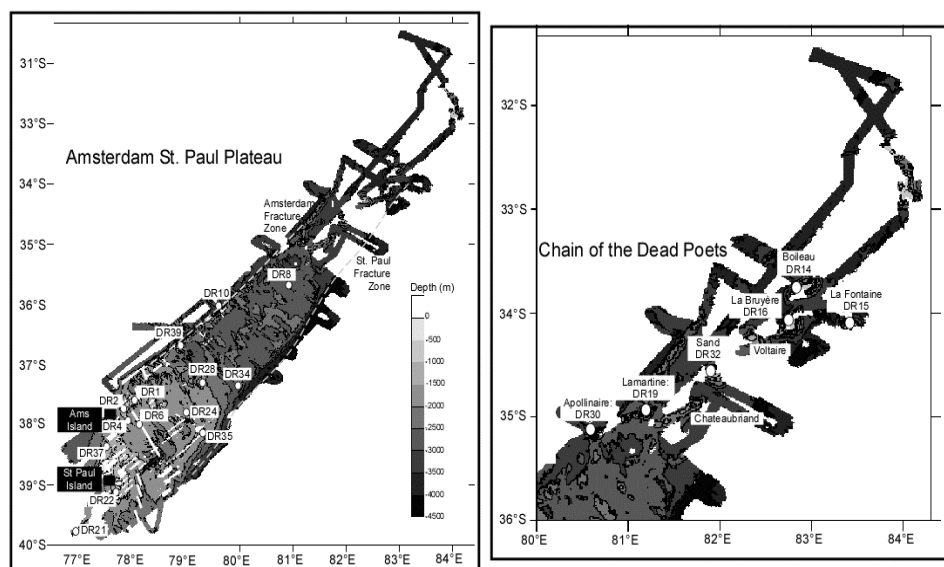 31°S
33°S
33°S
34°S
35°S
36°S
37°S
38°S
39°S
40°S
77°E
78°E
79°E
80°E
81°E
82°E
83°E
84°E
Amsterdam St. Paul Plateau
Amsterdam
Fracture
Zone
St. Paul
Fracture
Zone
DR8
DR10
DR39
DR28
DR34
DR2
DR1
DR24
DR6
DR4
DR35
DR37
DR22
DR21
Ams
Island
St Paul
Island
Depth (m)
0
-500
-1000
-1500
-2000
-2500
-3000
-3500
-4000
-4500
32°S
33°S
34°S
35°S
36°S
80°E
81°E
82°E
83°E
84°E
Chain of the Dead Poets
Boileau
DR14
La Bruyère
DR16
La Fontaine
DR15
Voltaire
Sand
DR32
Lamartine:
DR19
Apollinaire:
DR30
Chateaubriand